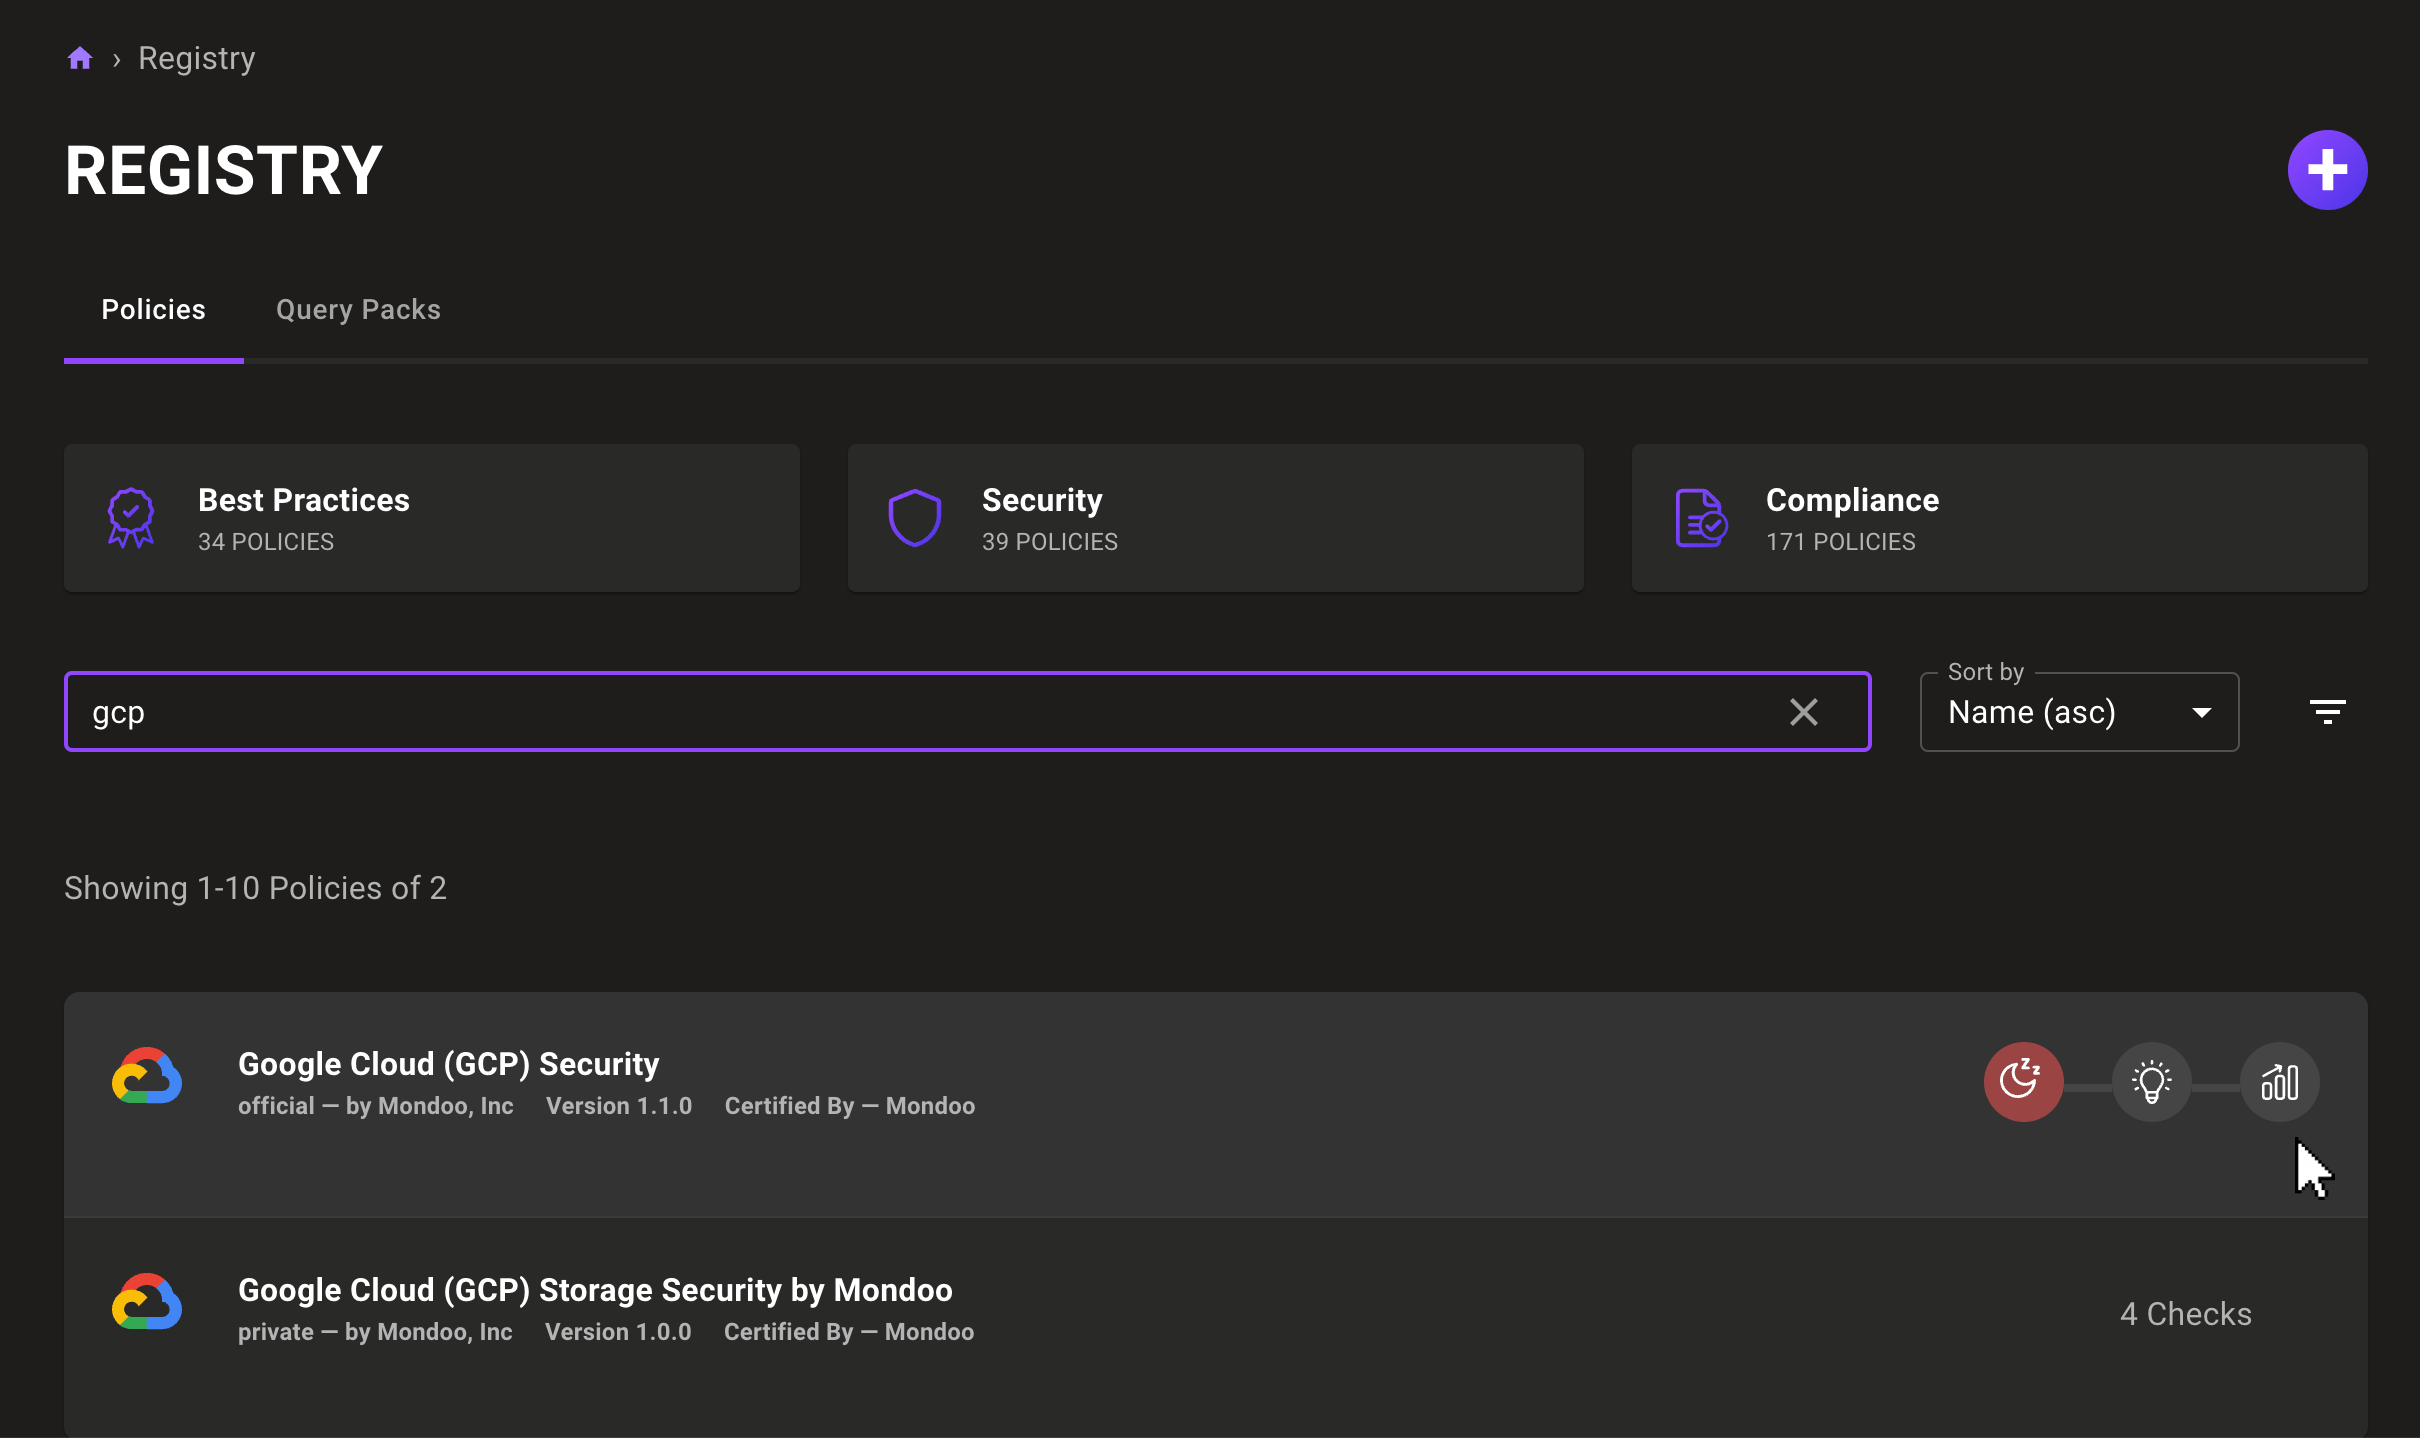 › Registry
REGISTRY
Policies Query Packs
Best Practices
34 POLICIES
Security
39 POLICIES
Compliance
171 POLICIES
gcp
Sort by
Name (asc)
Showing 1-10 Policies of 2
Google Cloud (GCP) Security
official — by Mondoo, Inc Version 1.1.0 Certified By — Mondoo
Google Cloud (GCP) Storage Security by Mondoo
private — by Mondoo, Inc Version 1.0.0 Certified By — Mondoo
4 Checks